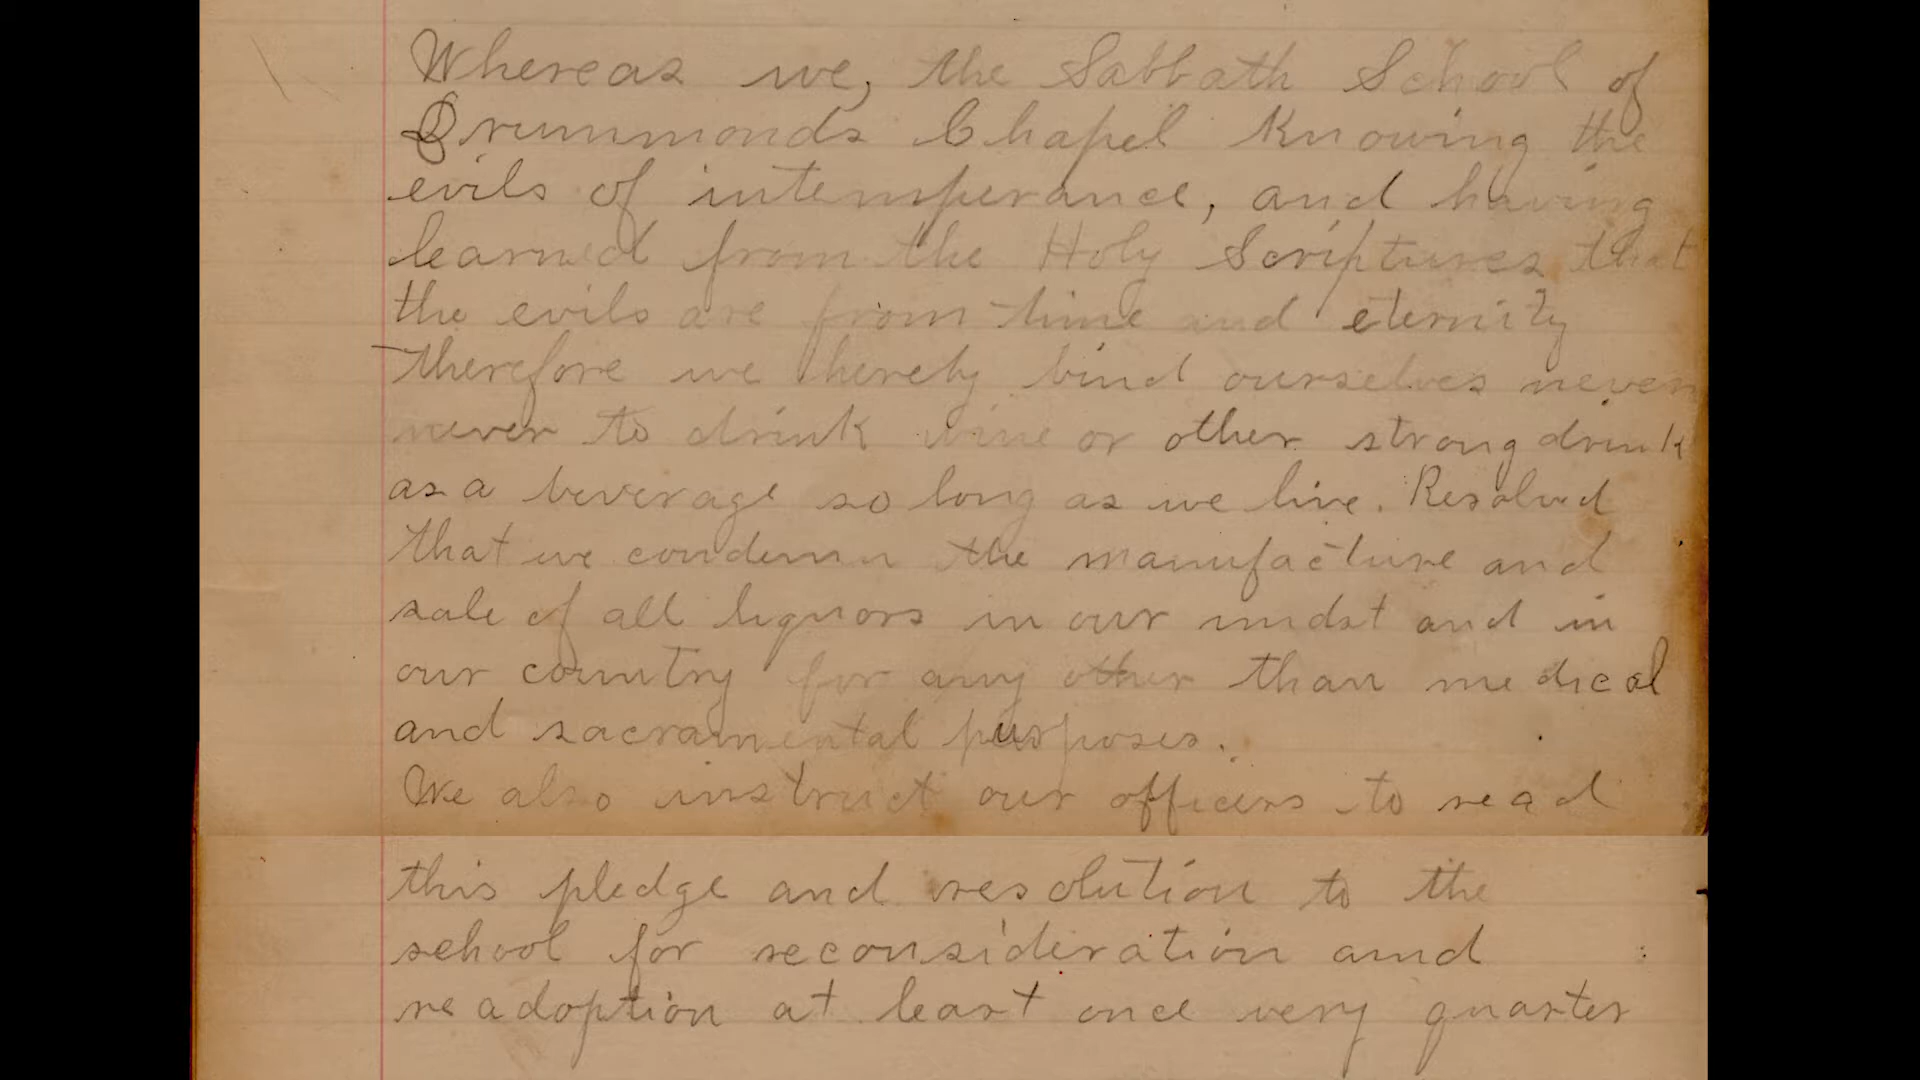 Whereas we, the Sabbath School of
Drummonds Chapel Knowing the
evils of intemperance, and having
learned from the Holy Scriptures that
the evils are from time and eternity
therefore we hereby bind ourselves never
never to drink wine or other strong drink
as a beverage so long as we live. Resolved
that we condemn the manufacture and
sale of all liquors in our midst and in
our country for any other than medical
and sacramental purposes.
We also instruct our officers to read
this pledge and resolution to the
school for reconsideration and
readoption at least once very quarter